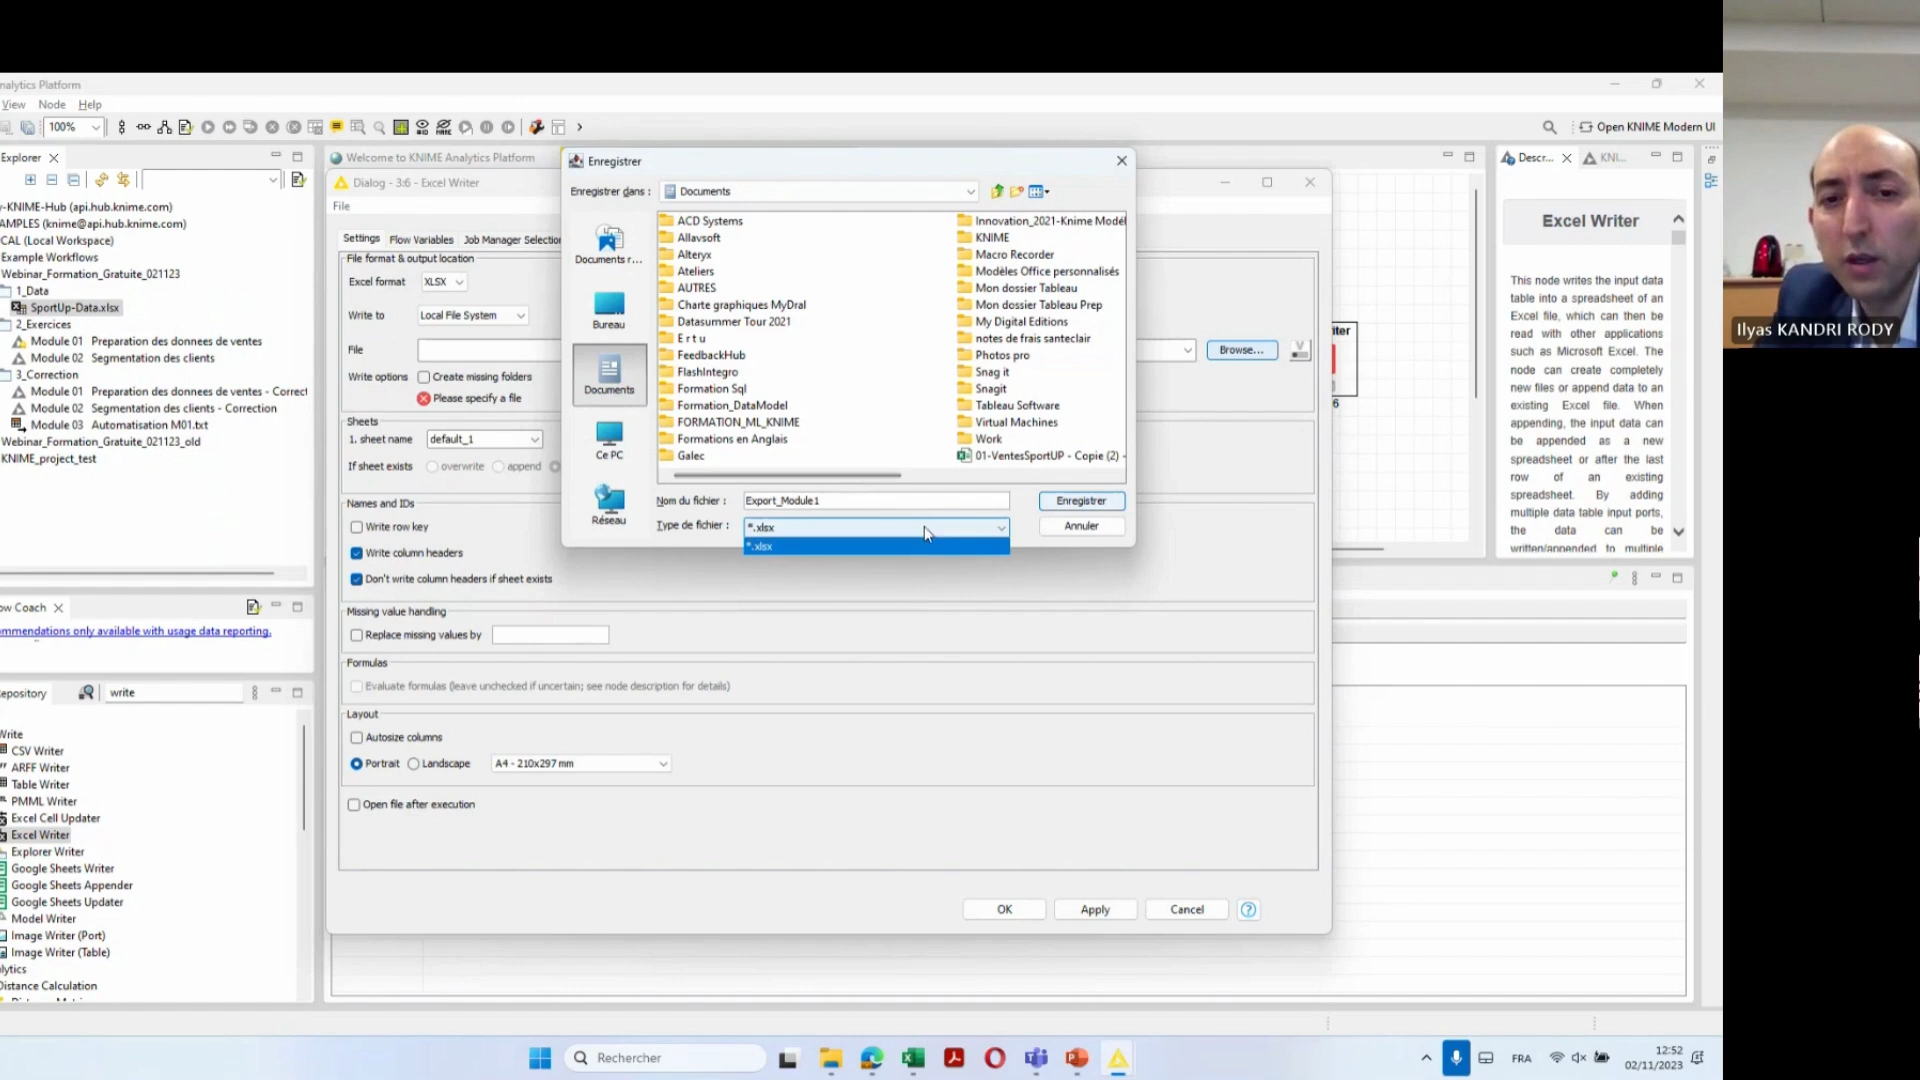 nalytics Platform
View Node Help
100%
Open KNIME Modern UI
Explorer
y-KNIME-Hub (api.hub.knime.com)
AMPLES (knime@api.hub.knime.com)
CAL (Local Workspace)
Example Workflows
Webinar_Formation_Gratuite_021123
1_Data
SportUp-Data.xlsx
2_Exercices
Module 01 Preparation des donnees de ventes
Module 02 Segmentation des clients
3_Correction
Module 01 Preparation des donnees de ventes - Correct
Module 02 Segmentation des clients - Correction
Module 03 Automatisation M01.txt
Webinar_Formation_Gratuite_021123_old
KNIME_project_test
ow Coach
ommendations only available with usage data reporting.
epository
write
Write
CSV Writer
ARFF Writer
Table Writer
PMML Writer
Excel Cell Updater
Excel Writer
Explorer Writer
Google Sheets Writer
Google Sheets Appender
Google Sheets Updater
Model Writer
Image Writer (Port)
Image Writer (Table)
lytics
Distance Calculation
Welcome to KNIME Analytics Platform
Dialog - 3:6 - Excel Writer
File
Settings Flow Variables Job Manager Selection
File format & output location
Excel format XLSX
Write to Local File System
File
Browse...
Write options Create missing folders
Please specify a file
Sheets
1. sheet name default_1
If sheet exists overwrite append
Names and IDs
Write row key
Write column headers
Don't write column headers if sheet exists
Missing value handling
Replace missing values by
Formulas
Evaluate formulas (leave unchecked if uncertain; see node description for details)
Layout
Autosize columns
Portrait Landscape A4 - 210x297 mm
Open file after execution
OK Apply Cancel ?
Enregistrer
Enregistrer dans : Documents
Documents r...
Bureau
Documents
Ce PC
Réseau
ACD Systems
Allavsoft
Alteryx
Ateliers
AUTRES
Charte graphiques MyDral
Datasummer Tour 2021
E r t u
FeedbackHub
FlashIntegro
Formation Sql
Formation_DataModel
FORMATION_ML_KNIME
Formations en Anglais
Galec
Innovation_2021-Knime Modél
KNIME
Macro Recorder
Modèles Office personnalisés
Mon dossier Tableau
Mon dossier Tableau Prep
My Digital Editions
notes de frais santeclair
Photos pro
Snag it
Snagit
Tableau Software
Virtual Machines
Work
01-VentesSportUP - Copie (2) -
Nom du fichier : Export_Module1 Enregistrer
Type de fichier : *.xlsx Annuler
*.xlsx
iter
6
Descr... KNI...
Excel Writer
This node writes the input data
table into a spreadsheet of an
Excel file, which can then be
read with other applications
such as Microsoft Excel. The
node can create completely
new files or append data to an
existing Excel file. When
appending, the input data can
be appended as a new
spreadsheet or after the last
row of an existing
spreadsheet. By adding
multiple data table input ports,
the data can be
written/appended to multiple
Ilyas KANDRI RODY
Rechercher
FRA
12:52
02/11/2023